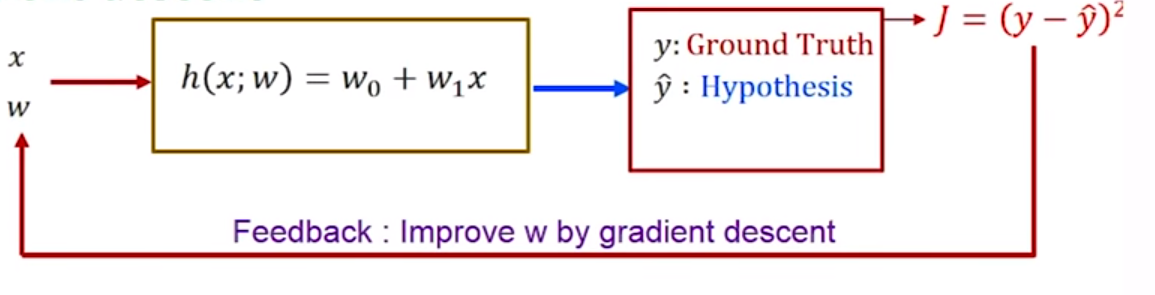 x
w
h(x; w) = w₀ + w₁x
y: Ground Truth
ŷ : Hypothesis
J = (y − ŷ)²
Feedback : Improve w by gradient descent